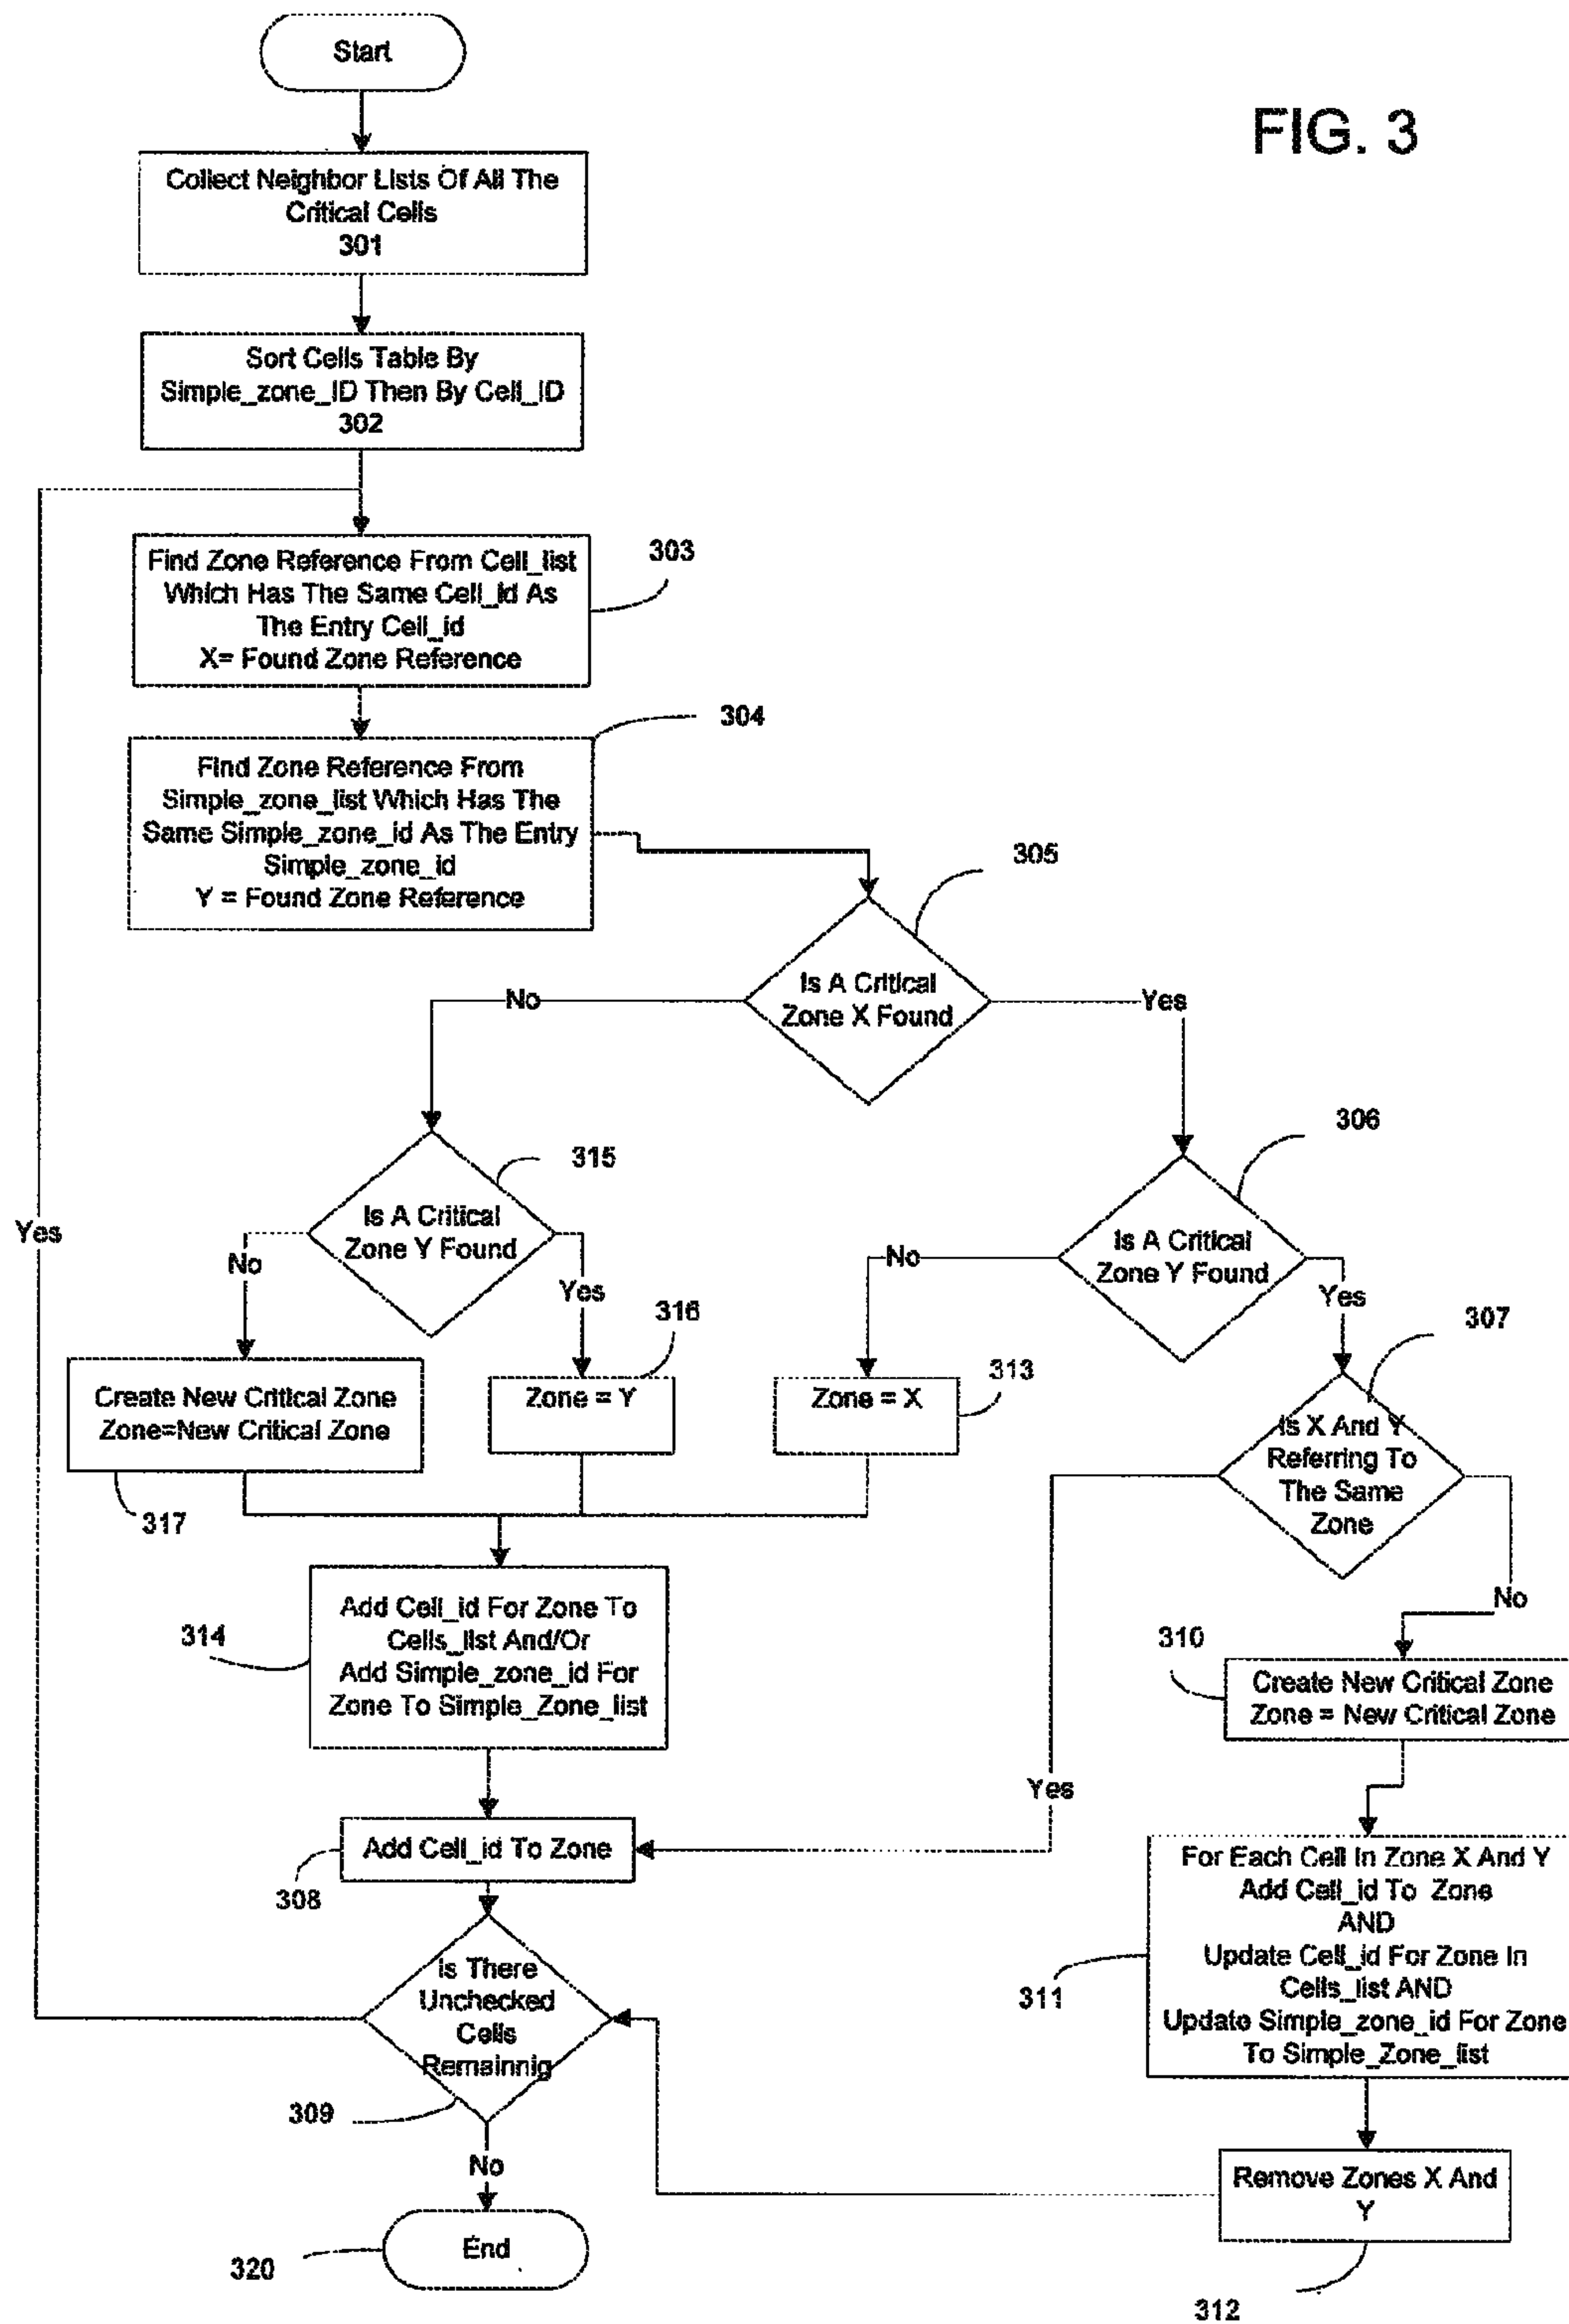 Start
FIG. 3
Collect Neighbor Lists Of All The
Critical Cells
301
Sort Cells Table By
Simple_zone_ID Then By Cell_ID
302
Find Zone Reference From Cell_list
Which Has The Same Cell_id As
The Entry Cell_id
X= Found Zone Reference
303
304
Find Zone Reference From
Simple_zone_list Which Has The
Same Simple_zone_id As The Entry
Simple_zone_id
Y = Found Zone Reference
305
Is A Critical
Zone X Found
No
Yes
306
315
Is A Critical
Zone Y Found
Is A Critical
Zone Y Found
Yes
No
Yes
No
Yes
316
307
313
Create New Critical Zone
Zone=New Critical Zone
Zone = Y
Zone = X
Is X And Y
Referring To
The Same
Zone
317
No
314
Add Cell_id For Zone To
Cells_list And/Or
Add Simple_zone_id For
Zone To Simple_Zone_list
310
Create New Critical Zone
Zone = New Critical Zone
Yes
Add Cell_id To Zone
308
For Each Cell In Zone X And Y
Add Cell_id To Zone
AND
Update Cell_id For Zone In
Cells_list AND
Update Simple_zone_id For Zone
To Simple_Zone_list
311
Is There
Unchecked
Cells
Remainnig
309
No
Remove Zones X And
Y
End
320
312